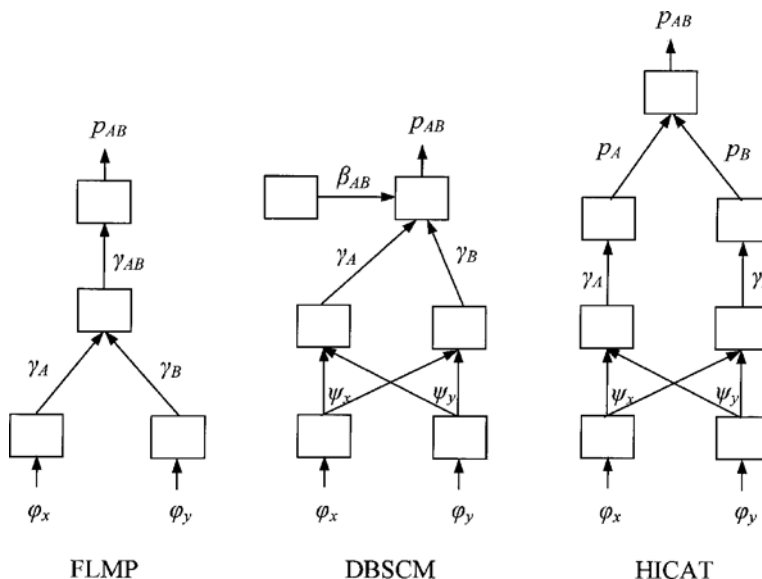 p_AB
p_AB
p_AB
β_AB
p_A p_B
γ_AB
γ_A γ_B
γ_A
γ_A γ_B
ψ_x ψ_y
ψ_x ψ_y
φ_x φ_y
φ_x φ_y
φ_x φ_y
FLMP
DBSCM
HICAT